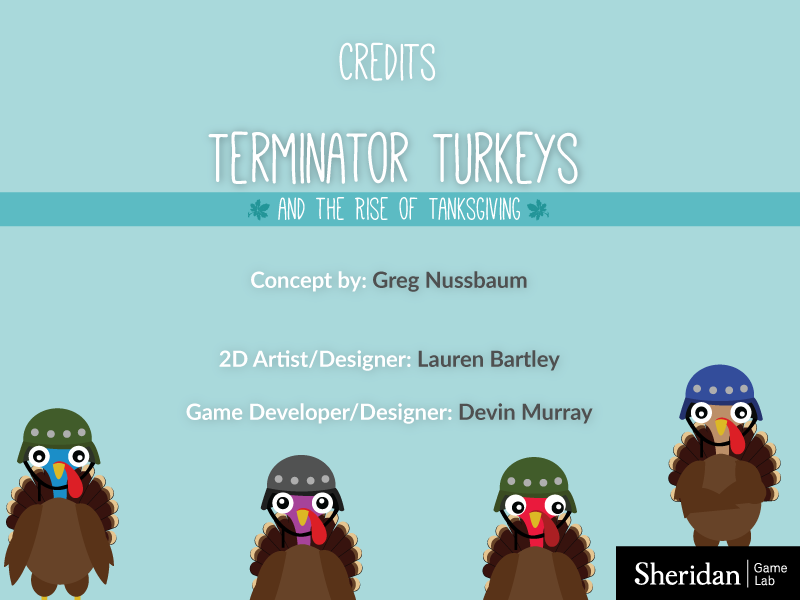 CREDITS
TERMINATOR TURKEYS
AND THE RISE OF TANKSGIVING
Concept by: Greg Nussbaum
2D Artist/Designer: Lauren Bartley
Game Developer/Designer: Devin Murray
Sheridan | Game
Lab